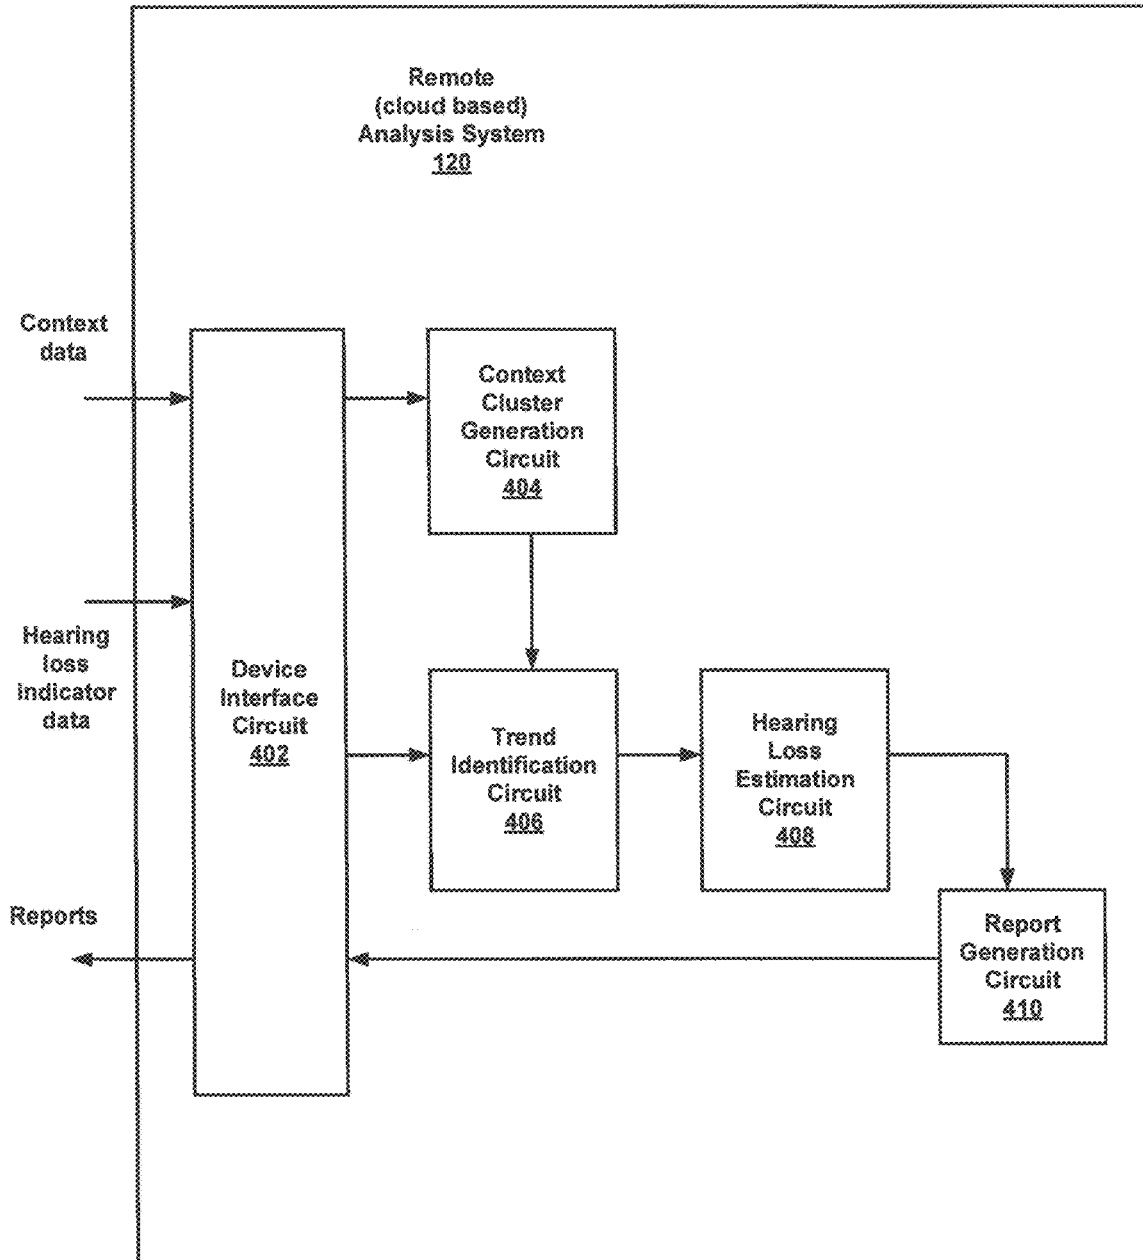 Remote
(cloud based)
Analysis System
120
Context
data
Context
Cluster
Generation
Circuit
404
Hearing
loss
indicator
data
Device
Interface
Circuit
402
Trend
Identification
Circuit
406
Hearing
Loss
Estimation
Circuit
408
Reports
Report
Generation
Circuit
410